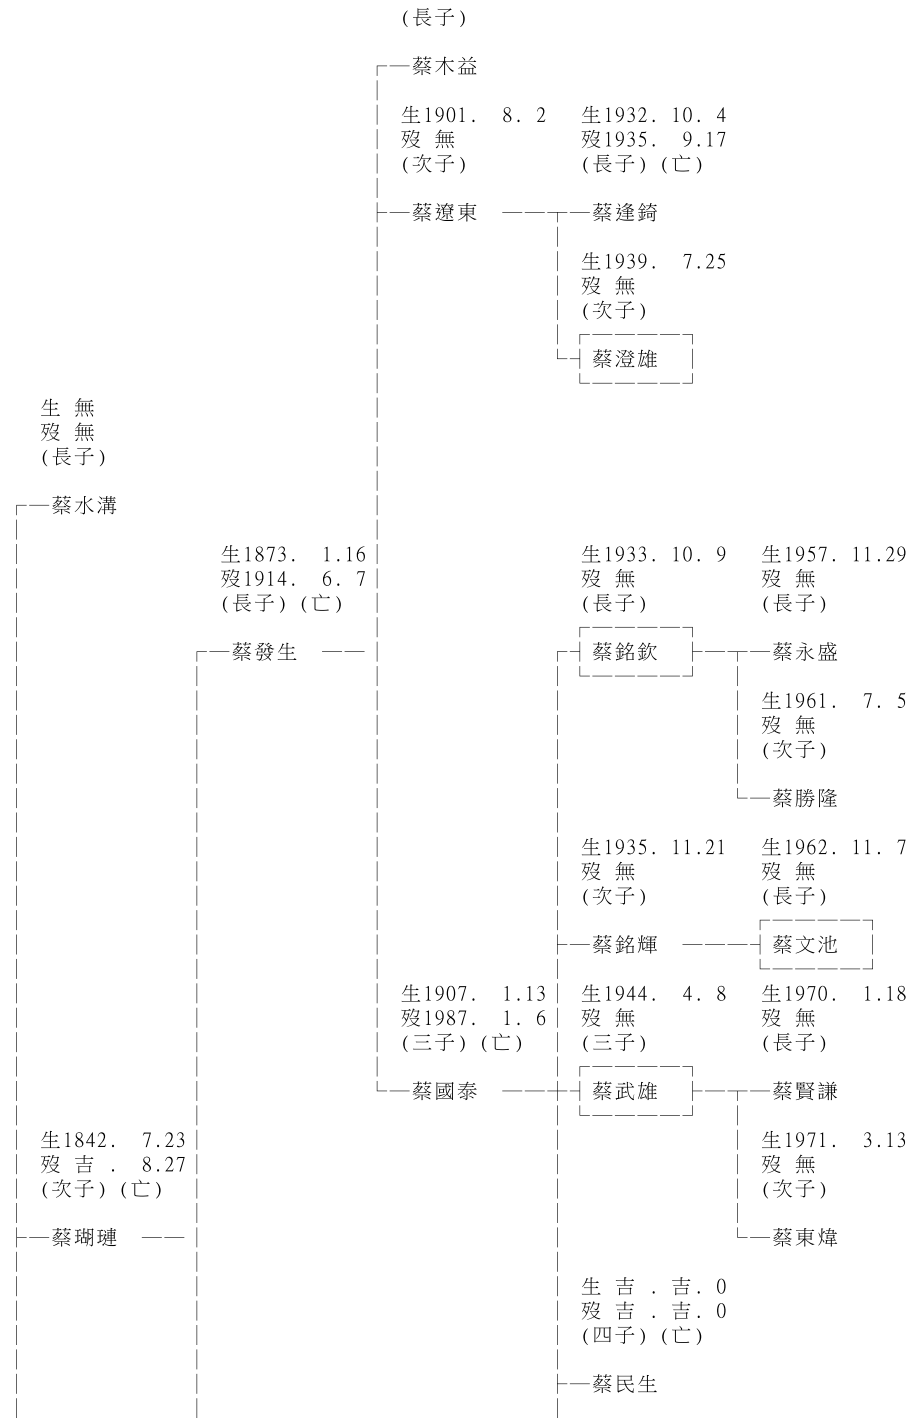 (長子)
蔡木益
生1901. 8. 2 生1932. 10. 4
歿 無 歿1935. 9.17
(次子) (長子)(亡)
蔡遼東 蔡逢錡
生1939. 7.25
歿 無
(次子)
蔡澄雄
生 無
歿 無
(長子)
蔡水溝
生1873. 1.16 生1933. 10. 9 生1957. 11.29
歿1914. 6. 7 歿 無 歿 無
(長子)(亡) (長子) (長子)
蔡發生 蔡銘欽 蔡永盛
生1961. 7. 5
歿 無
(次子)
蔡勝隆
生1935. 11.21 生1962. 11. 7
歿 無 歿 無
(次子) (長子)
蔡銘輝 蔡文池
生1907. 1.13 生1944. 4. 8 生1970. 1.18
歿1987. 1. 6 歿 無 歿 無
(三子)(亡) (三子) (長子)
蔡國泰 蔡武雄 蔡賢謙
生1842. 7.23 生1971. 3.13
歿 吉 . 8.27 歿 無
(次子)(亡) (次子)
蔡瑚璉 蔡東煒
生 吉 . 吉. 0
歿 吉 . 吉. 0
(四子)(亡)
蔡民生